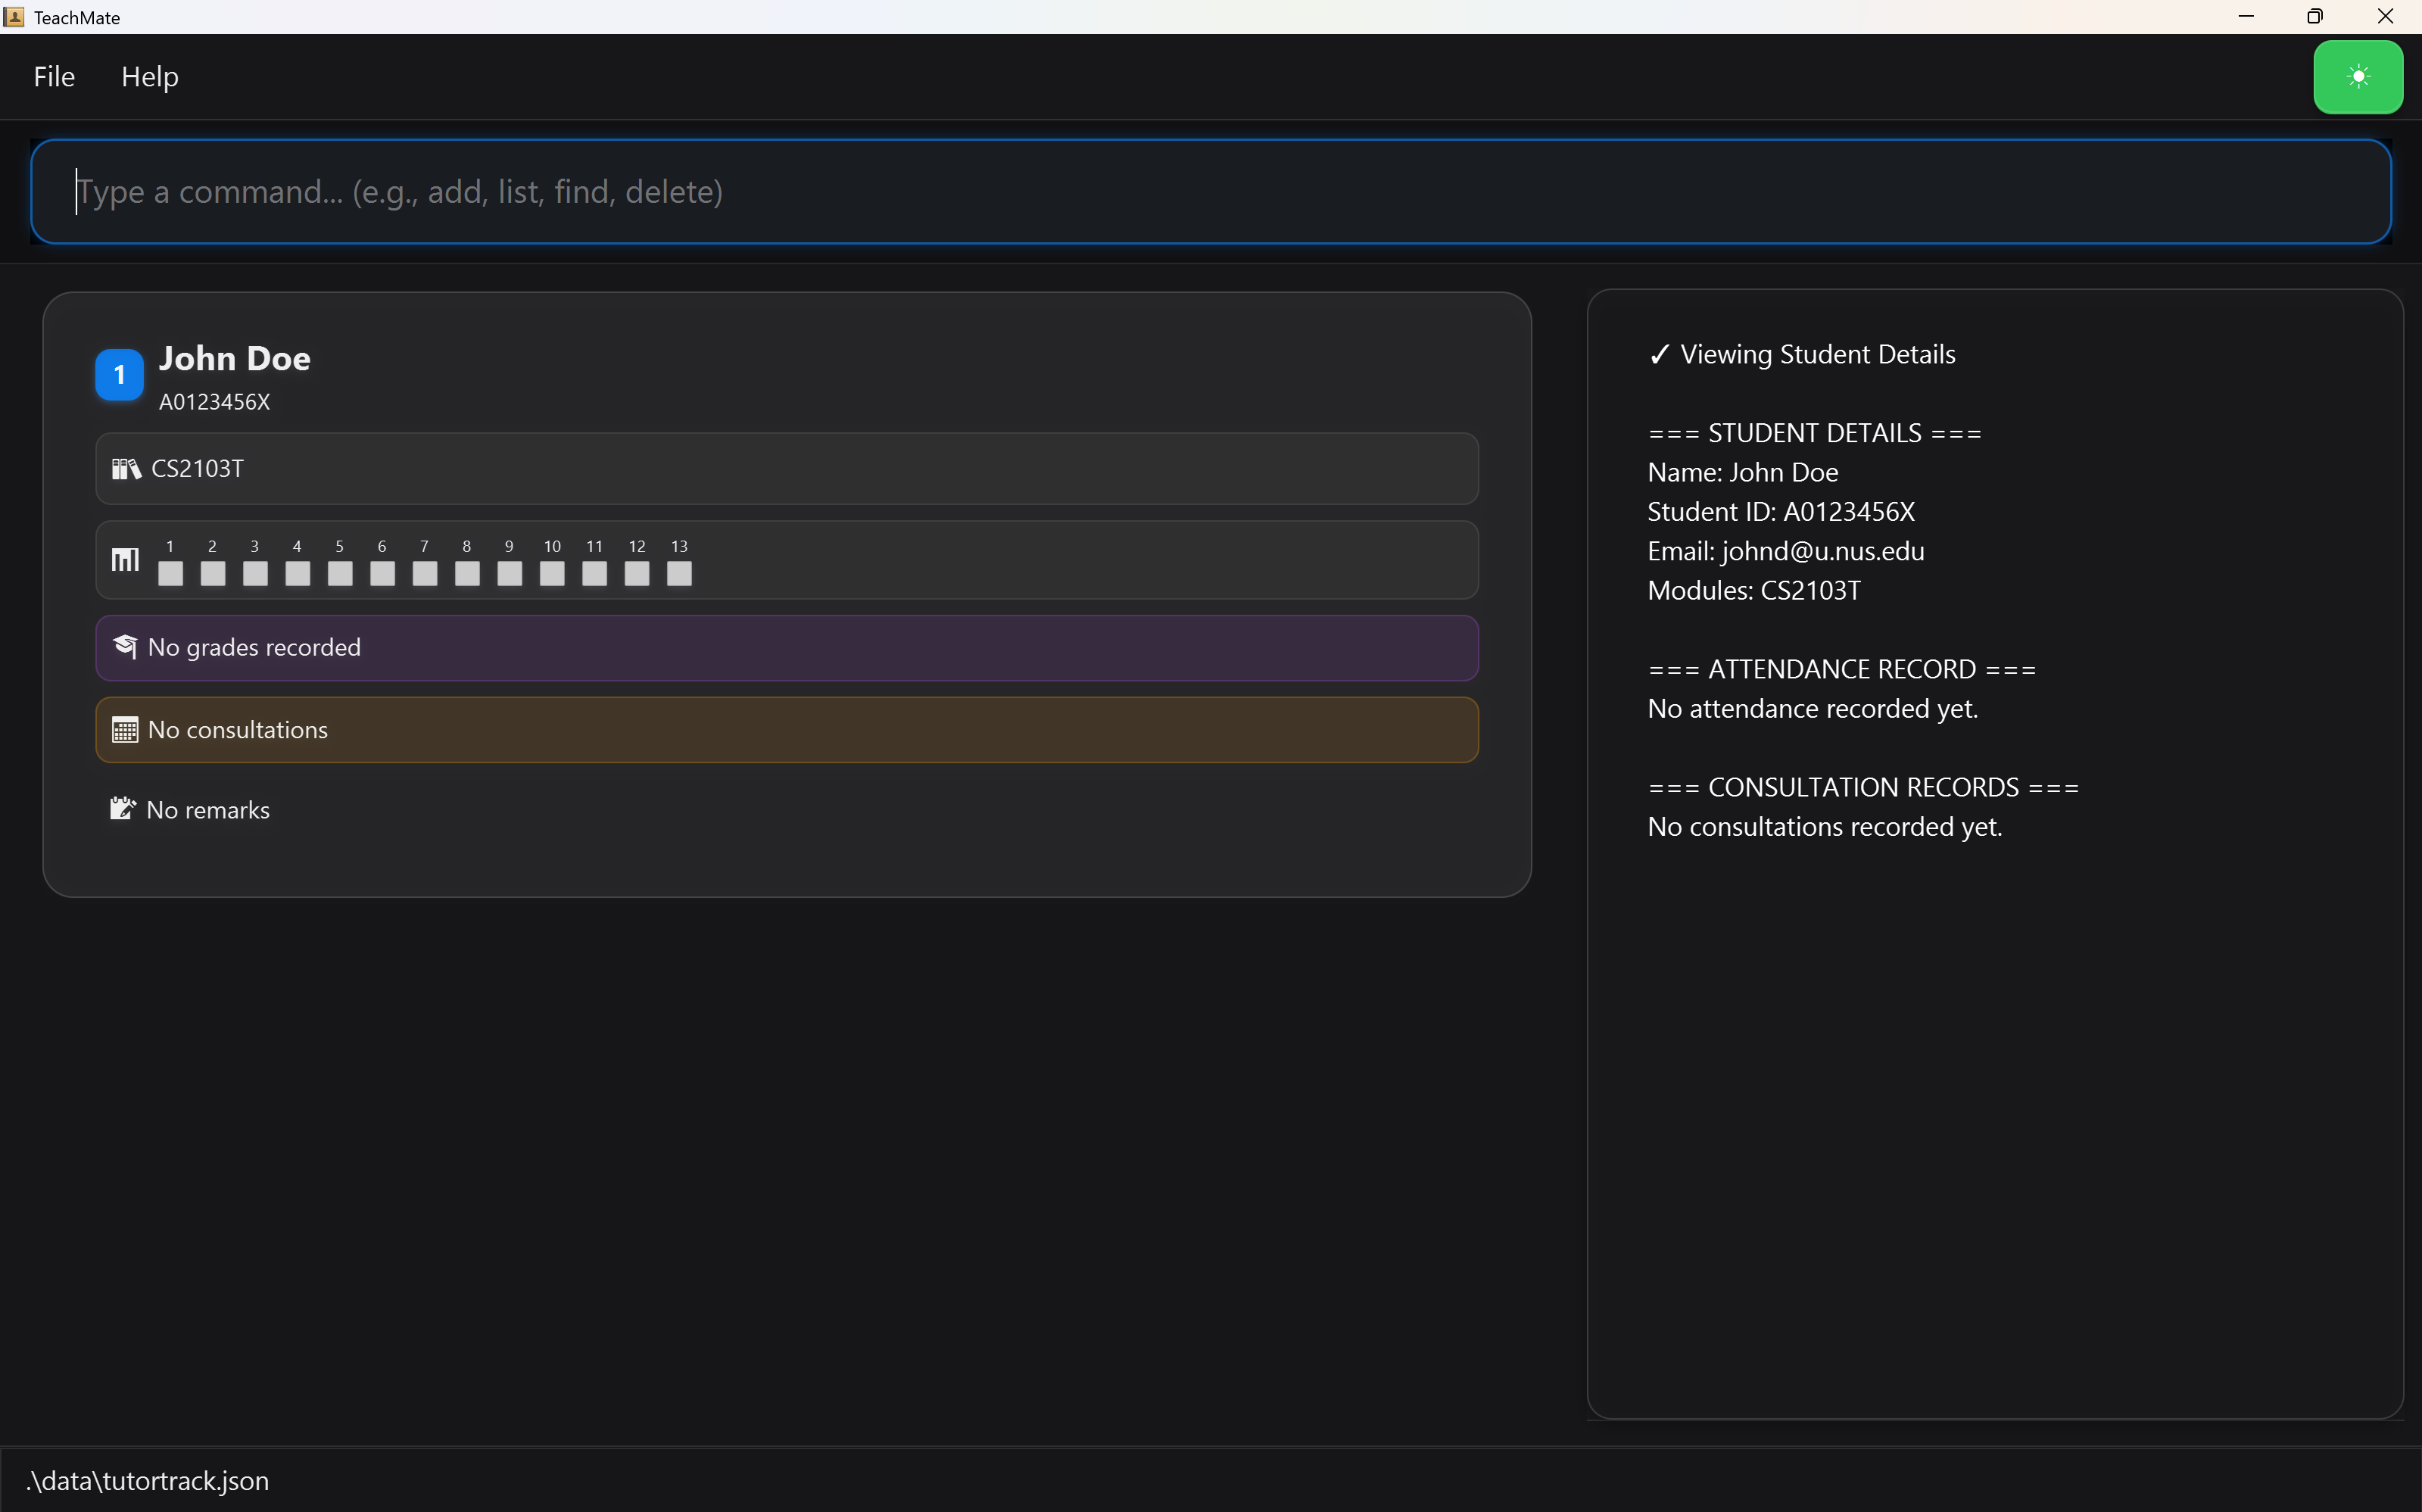 TeachMate
File Help
Type a command... (e.g., add, list, find, delete)
1 John Doe
A0123456X
CS2103T
1 2 3 4 5 6 7 8 9 10 11 12 13
No grades recorded
No consultations
No remarks
✓ Viewing Student Details
=== STUDENT DETAILS ===
Name: John Doe
Student ID: A0123456X
Email: johnd@u.nus.edu
Modules: CS2103T
=== ATTENDANCE RECORD ===
No attendance recorded yet.
=== CONSULTATION RECORDS ===
No consultations recorded yet.
.\data\tutortrack.json